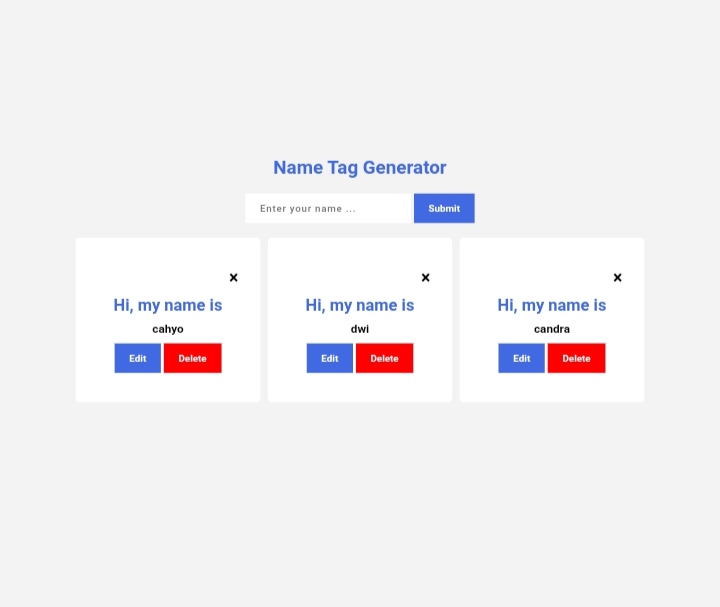 Name Tag Generator
Enter your name ... Submit
× × ×
Hi, my name is Hi, my name is Hi, my name is
cahyo dwi candra
Edit Delete Edit Delete Edit Delete